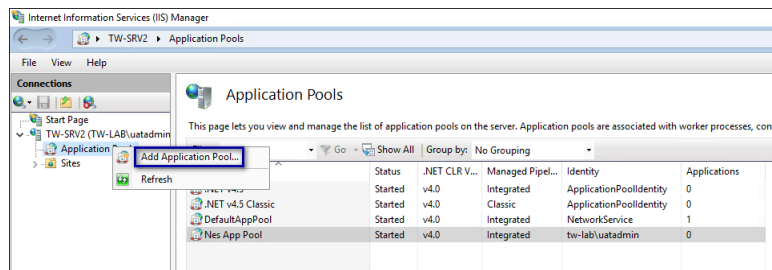 Internet Information Services (IIS) Manager
TW-SRV2 Application Pools
File View Help
Connections
Start Page
TW-SRV2 (TW-LAB\uatadmin
Application
Sites
Add Application Pool...
Refresh
Application Pools
This page lets you view and manage the list of application pools on the server. Application pools are associated with worker processes, con
Go Show All Group by: No Grouping
Status .NET CLR V... Managed Pipel... Identity Applications
.NET v4.5 Started v4.0 Integrated ApplicationPoolIdentity 0
.NET v4.5 Classic Started v4.0 Classic ApplicationPoolIdentity 0
DefaultAppPool Started v4.0 Integrated NetworkService 1
Nes App Pool Started v4.0 Integrated tw-lab\uatadmin 0